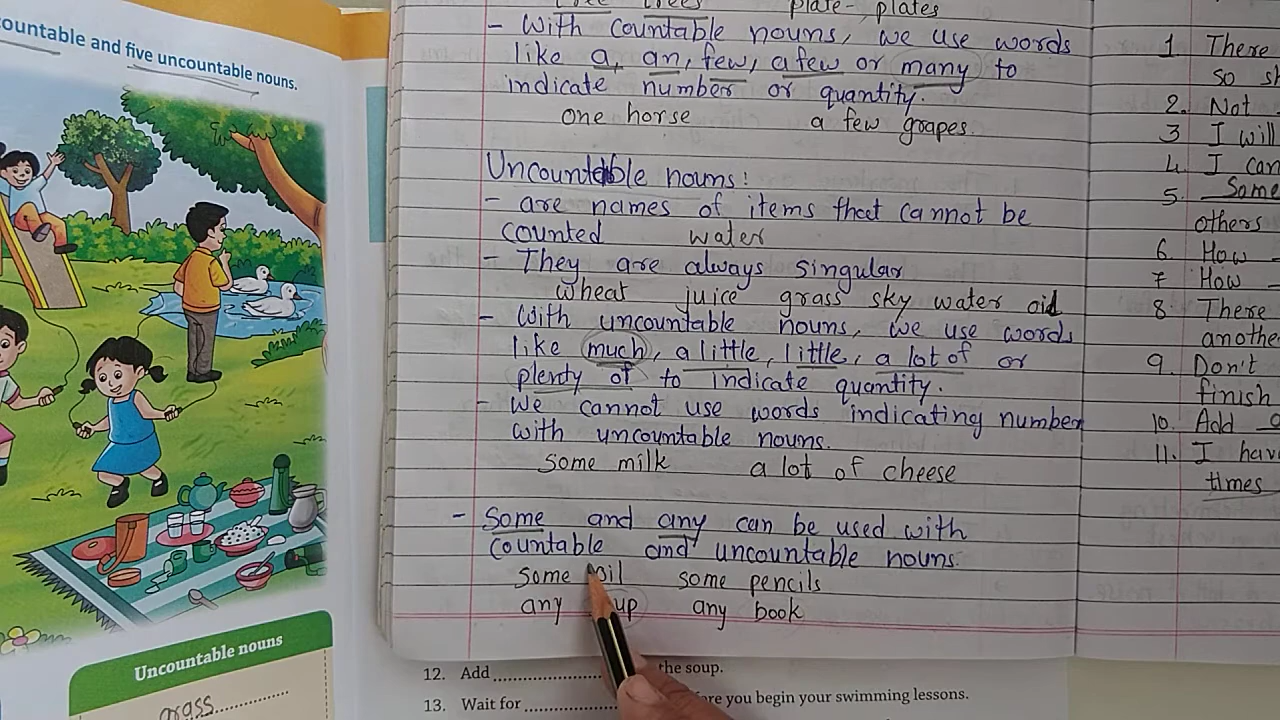 countable and five uncountable nouns.
Uncountable nouns
grass
plate - plates
- With countable nouns, we use words
like a, an, few, a few or many to
indicate number or quantity.
one horse a few grapes.
Uncountable nouns:
- are names of items that cannot be
counted water
- They are always singular
wheat juice grass sky water oil
- With uncountable nouns, we use words
like much, a little, little, a lot of or
plenty of to indicate quantity.
- We cannot use words indicating number
with uncountable nouns.
some milk a lot of cheese
- Some and any can be used with
countable and uncountable nouns.
some oil some pencils
any any book
12. Add ........................ the soup.
13. Wait for ........................ you begin your swimming lessons.
1. There
so
2. Not
3 I will
4. I can
5. Some
others
6 How
7 How
8. There
9. Don't
finish
10. Add
11. I
times